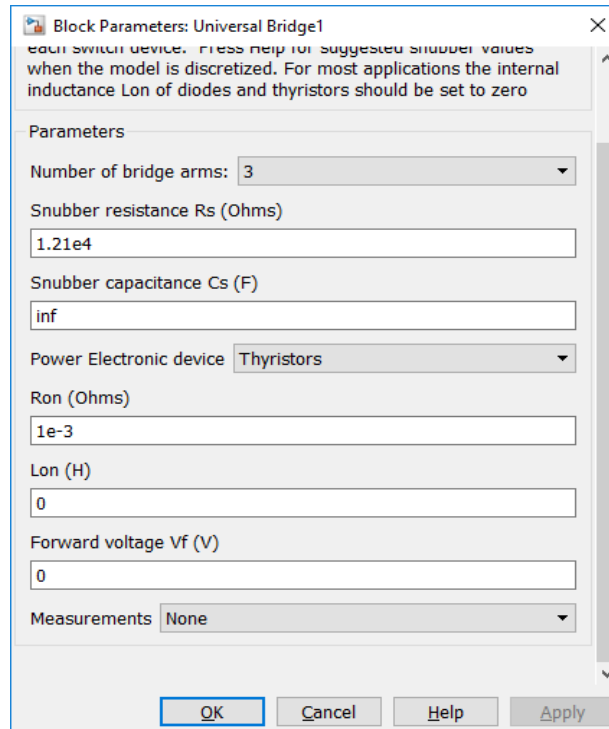 Block Parameters: Universal Bridge1
each switch device. Press Help for suggested snubber values
when the model is discretized. For most applications the internal
inductance Lon of diodes and thyristors should be set to zero
Parameters
Number of bridge arms: 3
Snubber resistance Rs (Ohms)
1.21e4
Snubber capacitance Cs (F)
inf
Power Electronic device Thyristors
Ron (Ohms)
1e-3
Lon (H)
0
Forward voltage Vf (V)
0
Measurements None
OK Cancel Help Apply